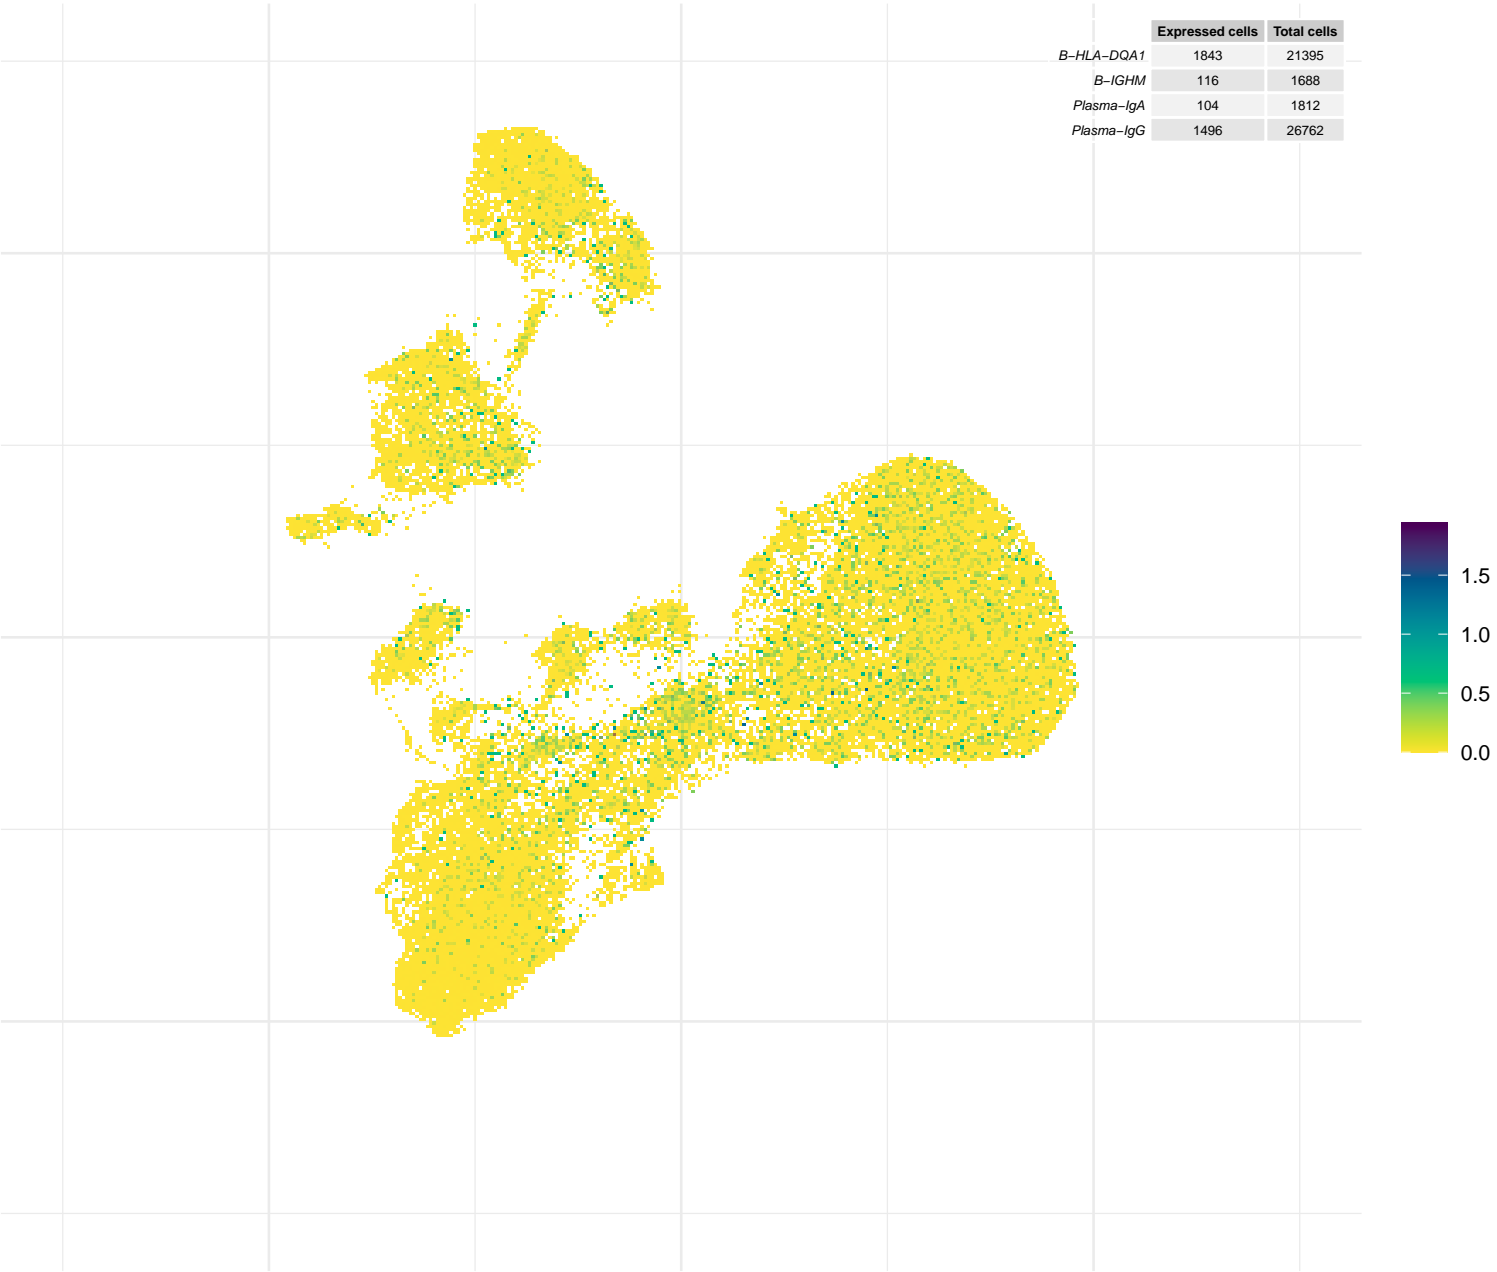 Expressed cells Total cells
B−HLA−DQA1 1843 21395
B−IGHM 116 1688
Plasma−IgA 104 1812
Plasma−IgG 1496 26762
1.5
1.0
0.5
0.0